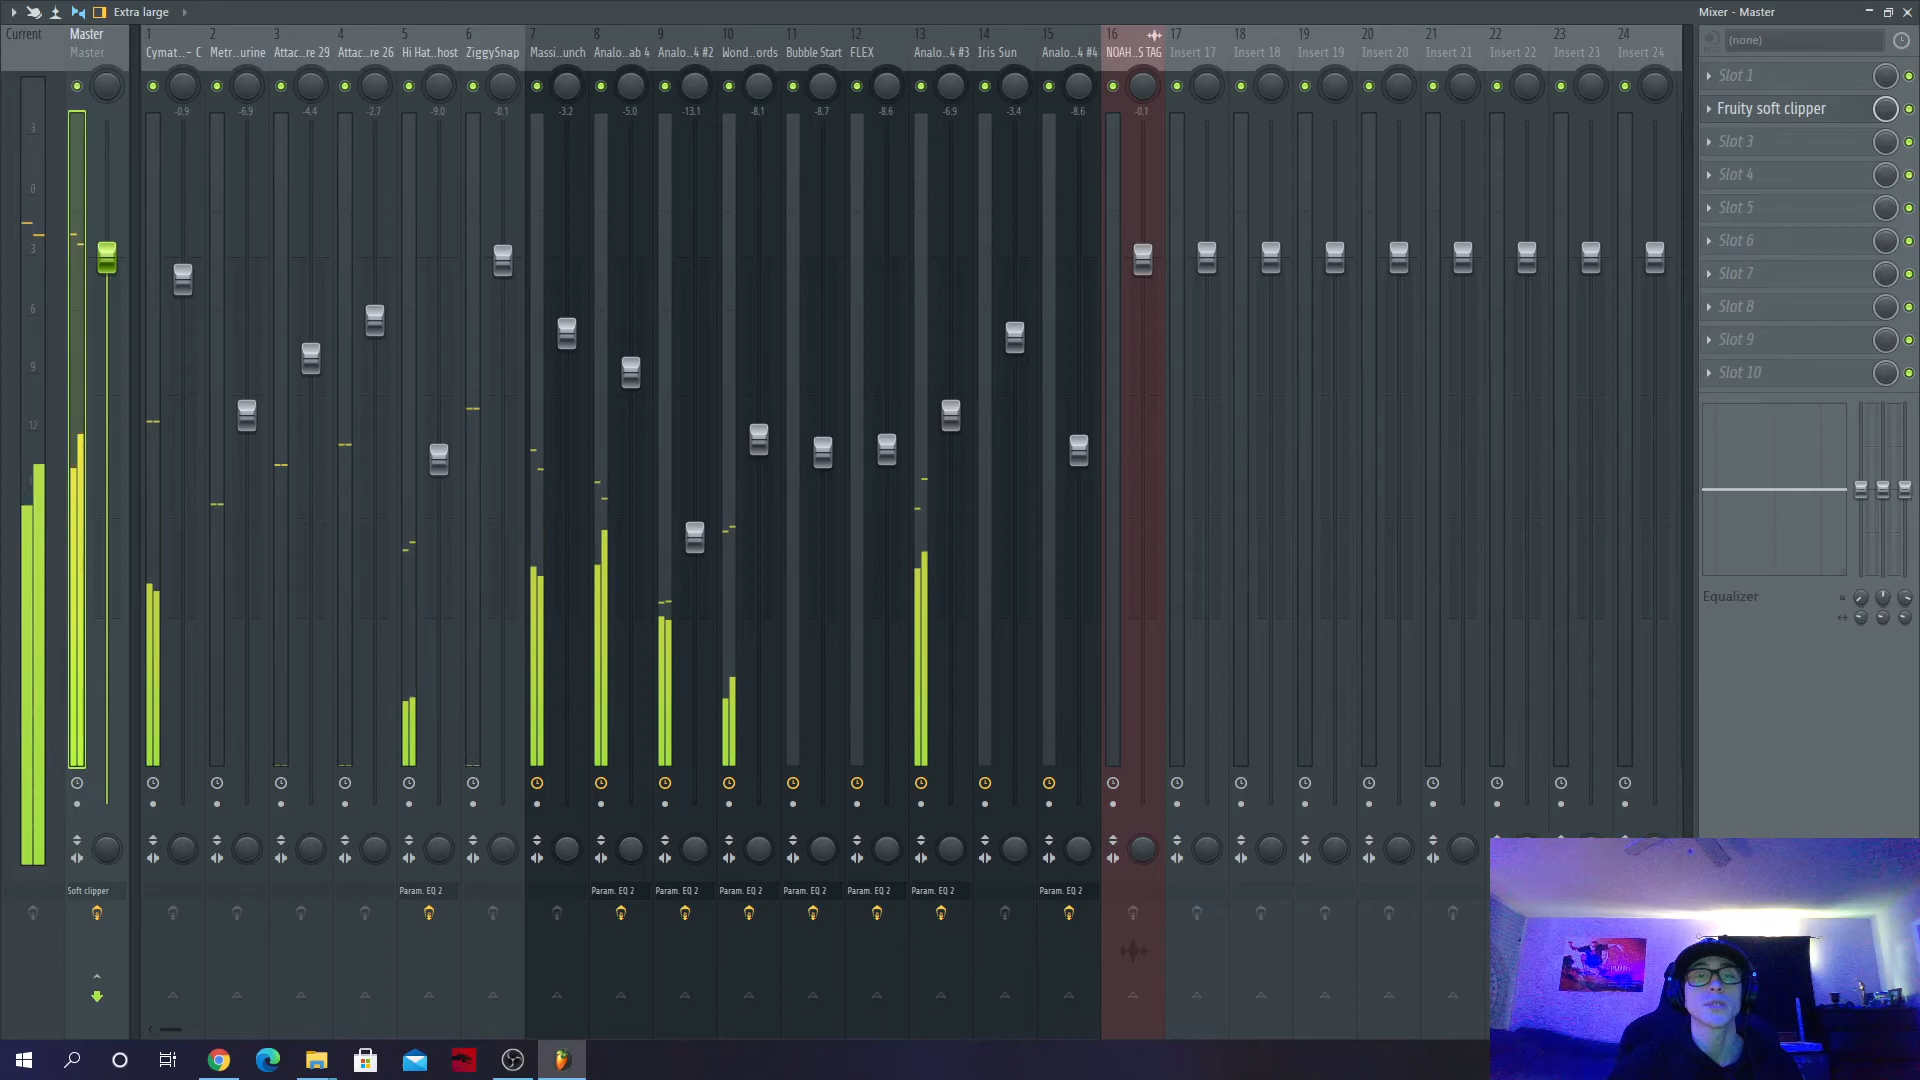 Extra large
Mixer - Master
Current
Master
1
2
3
4
5
6
7
8
9
10
11
12
13
14
15
16
17
18
19
20
21
22
23
24
Master
Cymat..- C
Metr..urine
Attac..re 29
Attac..re 26
Hi Hat..host
ZiggySnap
Massi..unch
Analo..ab 4
Analo..4 #2
Wond..ords
Bubble Start
FLEX
Analo..4 #3
Iris Sun
Analo..4 #4
NOAH..S TAG
Insert 17
Insert 18
Insert 19
Insert 20
Insert 21
Insert 22
Insert 23
Insert 24
(none)
Slot 1
Fruity soft clipper
Slot 3
Slot 4
Slot 5
Slot 6
Slot 7
Slot 8
Slot 9
Slot 10
Equalizer
-0.9
-6.9
-4.4
-2.7
-9.0
-0.1
-3.2
-5.0
-13.1
-8.1
-8.7
-8.6
-6.9
-3.4
-8.6
-0.1
3
0
3
6
9
12
Soft clipper
Param. EQ 2
Param. EQ 2
Param. EQ 2
Param. EQ 2
Param. EQ 2
Param. EQ 2
Param. EQ 2
Param. EQ 2